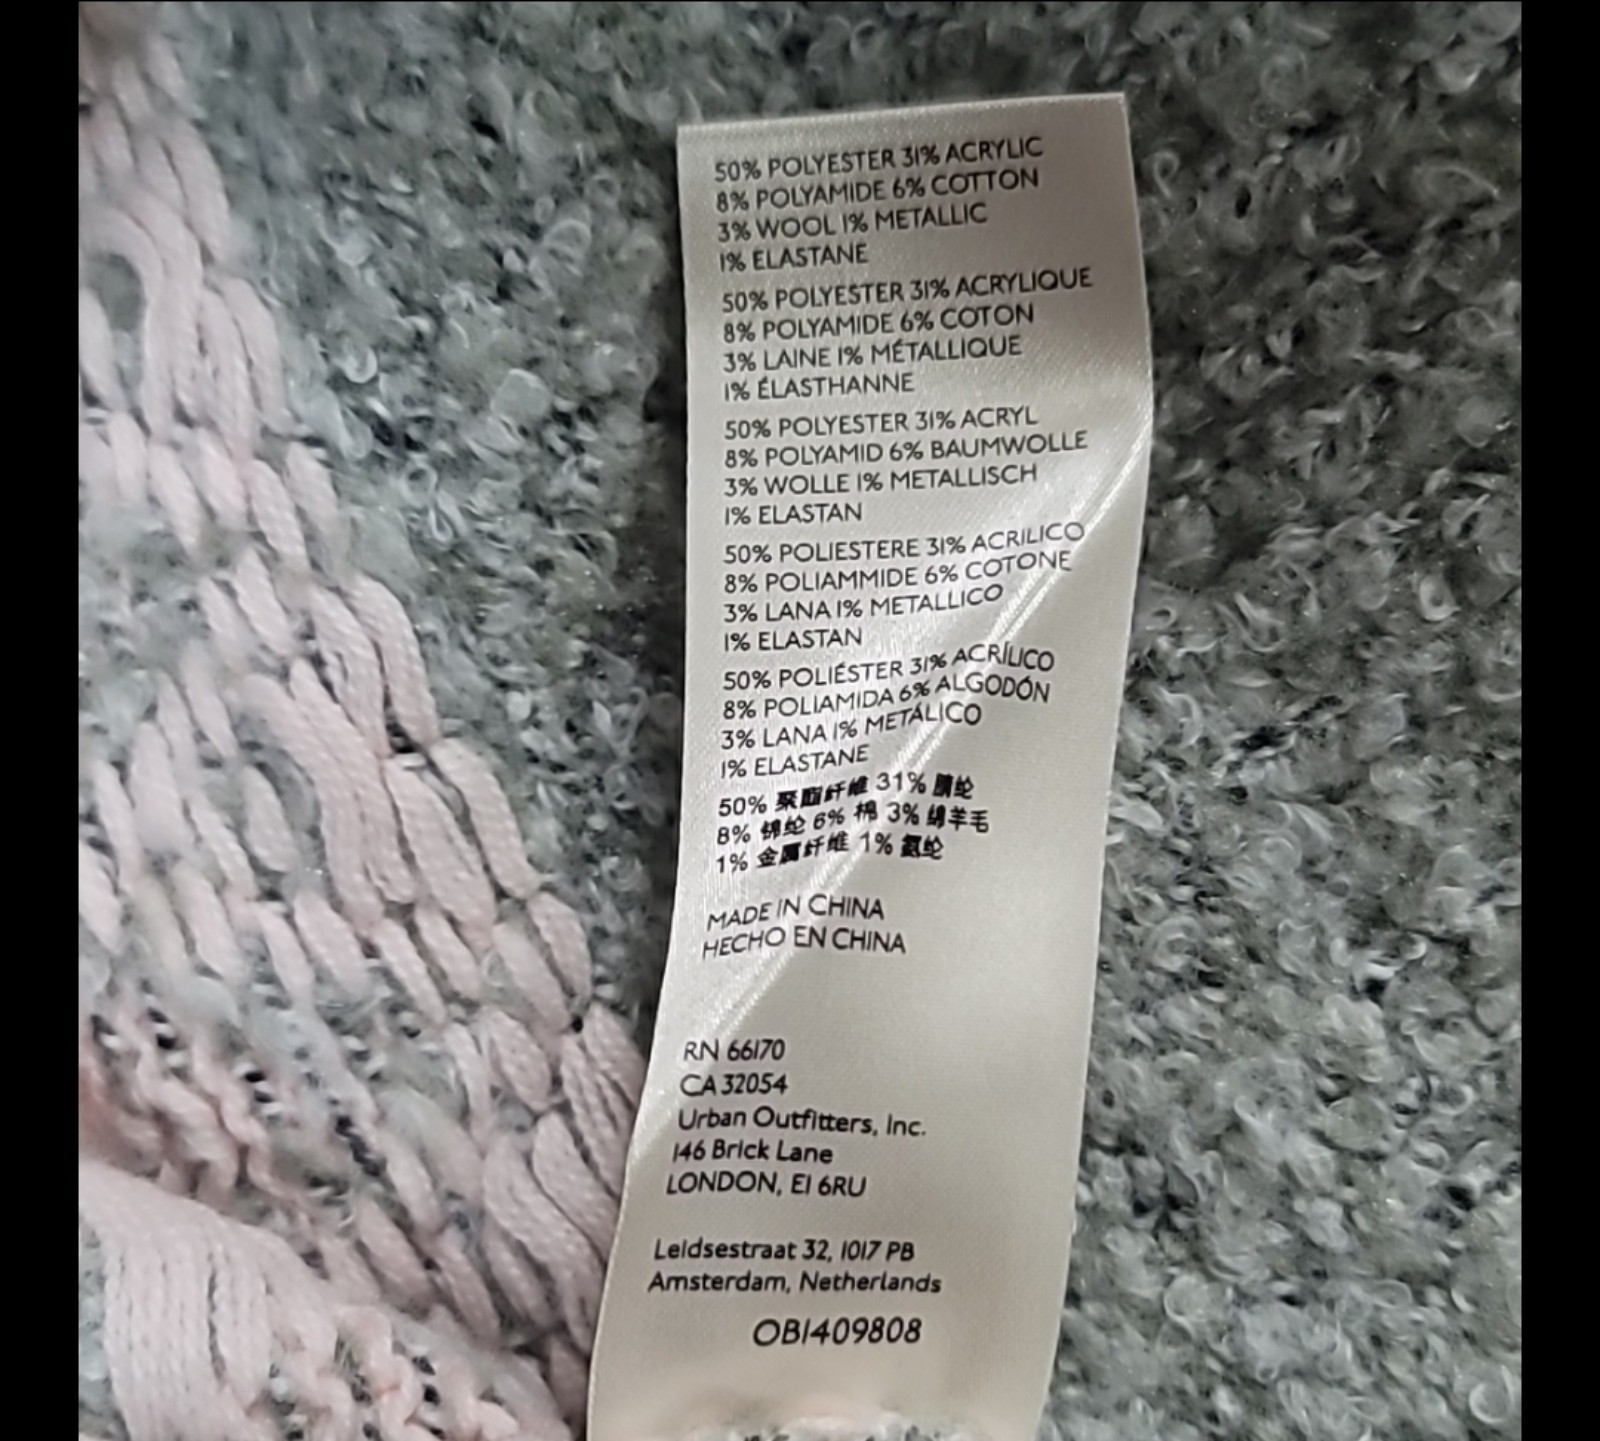 50% POLYESTER 31% ACRYLIC
8% POLYAMIDE 6% COTTON
3% WOOL 1% METALLIC
1% ELASTANE
50% POLYESTER 31% ACRYLIQUE
8% POLYAMIDE 6% COTON
3% LAINE 1% MÉTALLIQUE
1% ÉLASTHANNE
50% POLYESTER 31% ACRYL
8% POLYAMID 6% BAUMWOLLE
3% WOLLE 1% METALLISCH
1% ELASTAN
50% POLIESTERE 31% ACRILICO
8% POLIAMMIDE 6% COTONE
3% LANA 1% METALLICO
1% ELASTAN
50% POLIÉSTER 31% ACRÍLICO
8% POLIAMIDA 6% ALGODÓN
3% LANA 1% METÁLICO
1% ELASTANE
50% 聚酯纤维 31% 腈纶
8% 锦纶 6% 棉 3% 绵羊毛
1% 金属纤维 1% 氨纶
MADE IN CHINA
HECHO EN CHINA
RN 66170
CA 32054
Urban Outfitters, Inc.
146 Brick Lane
LONDON, E1 6RU
Leidsestraat 32, 1017 PB
Amsterdam, Netherlands
OB1409808